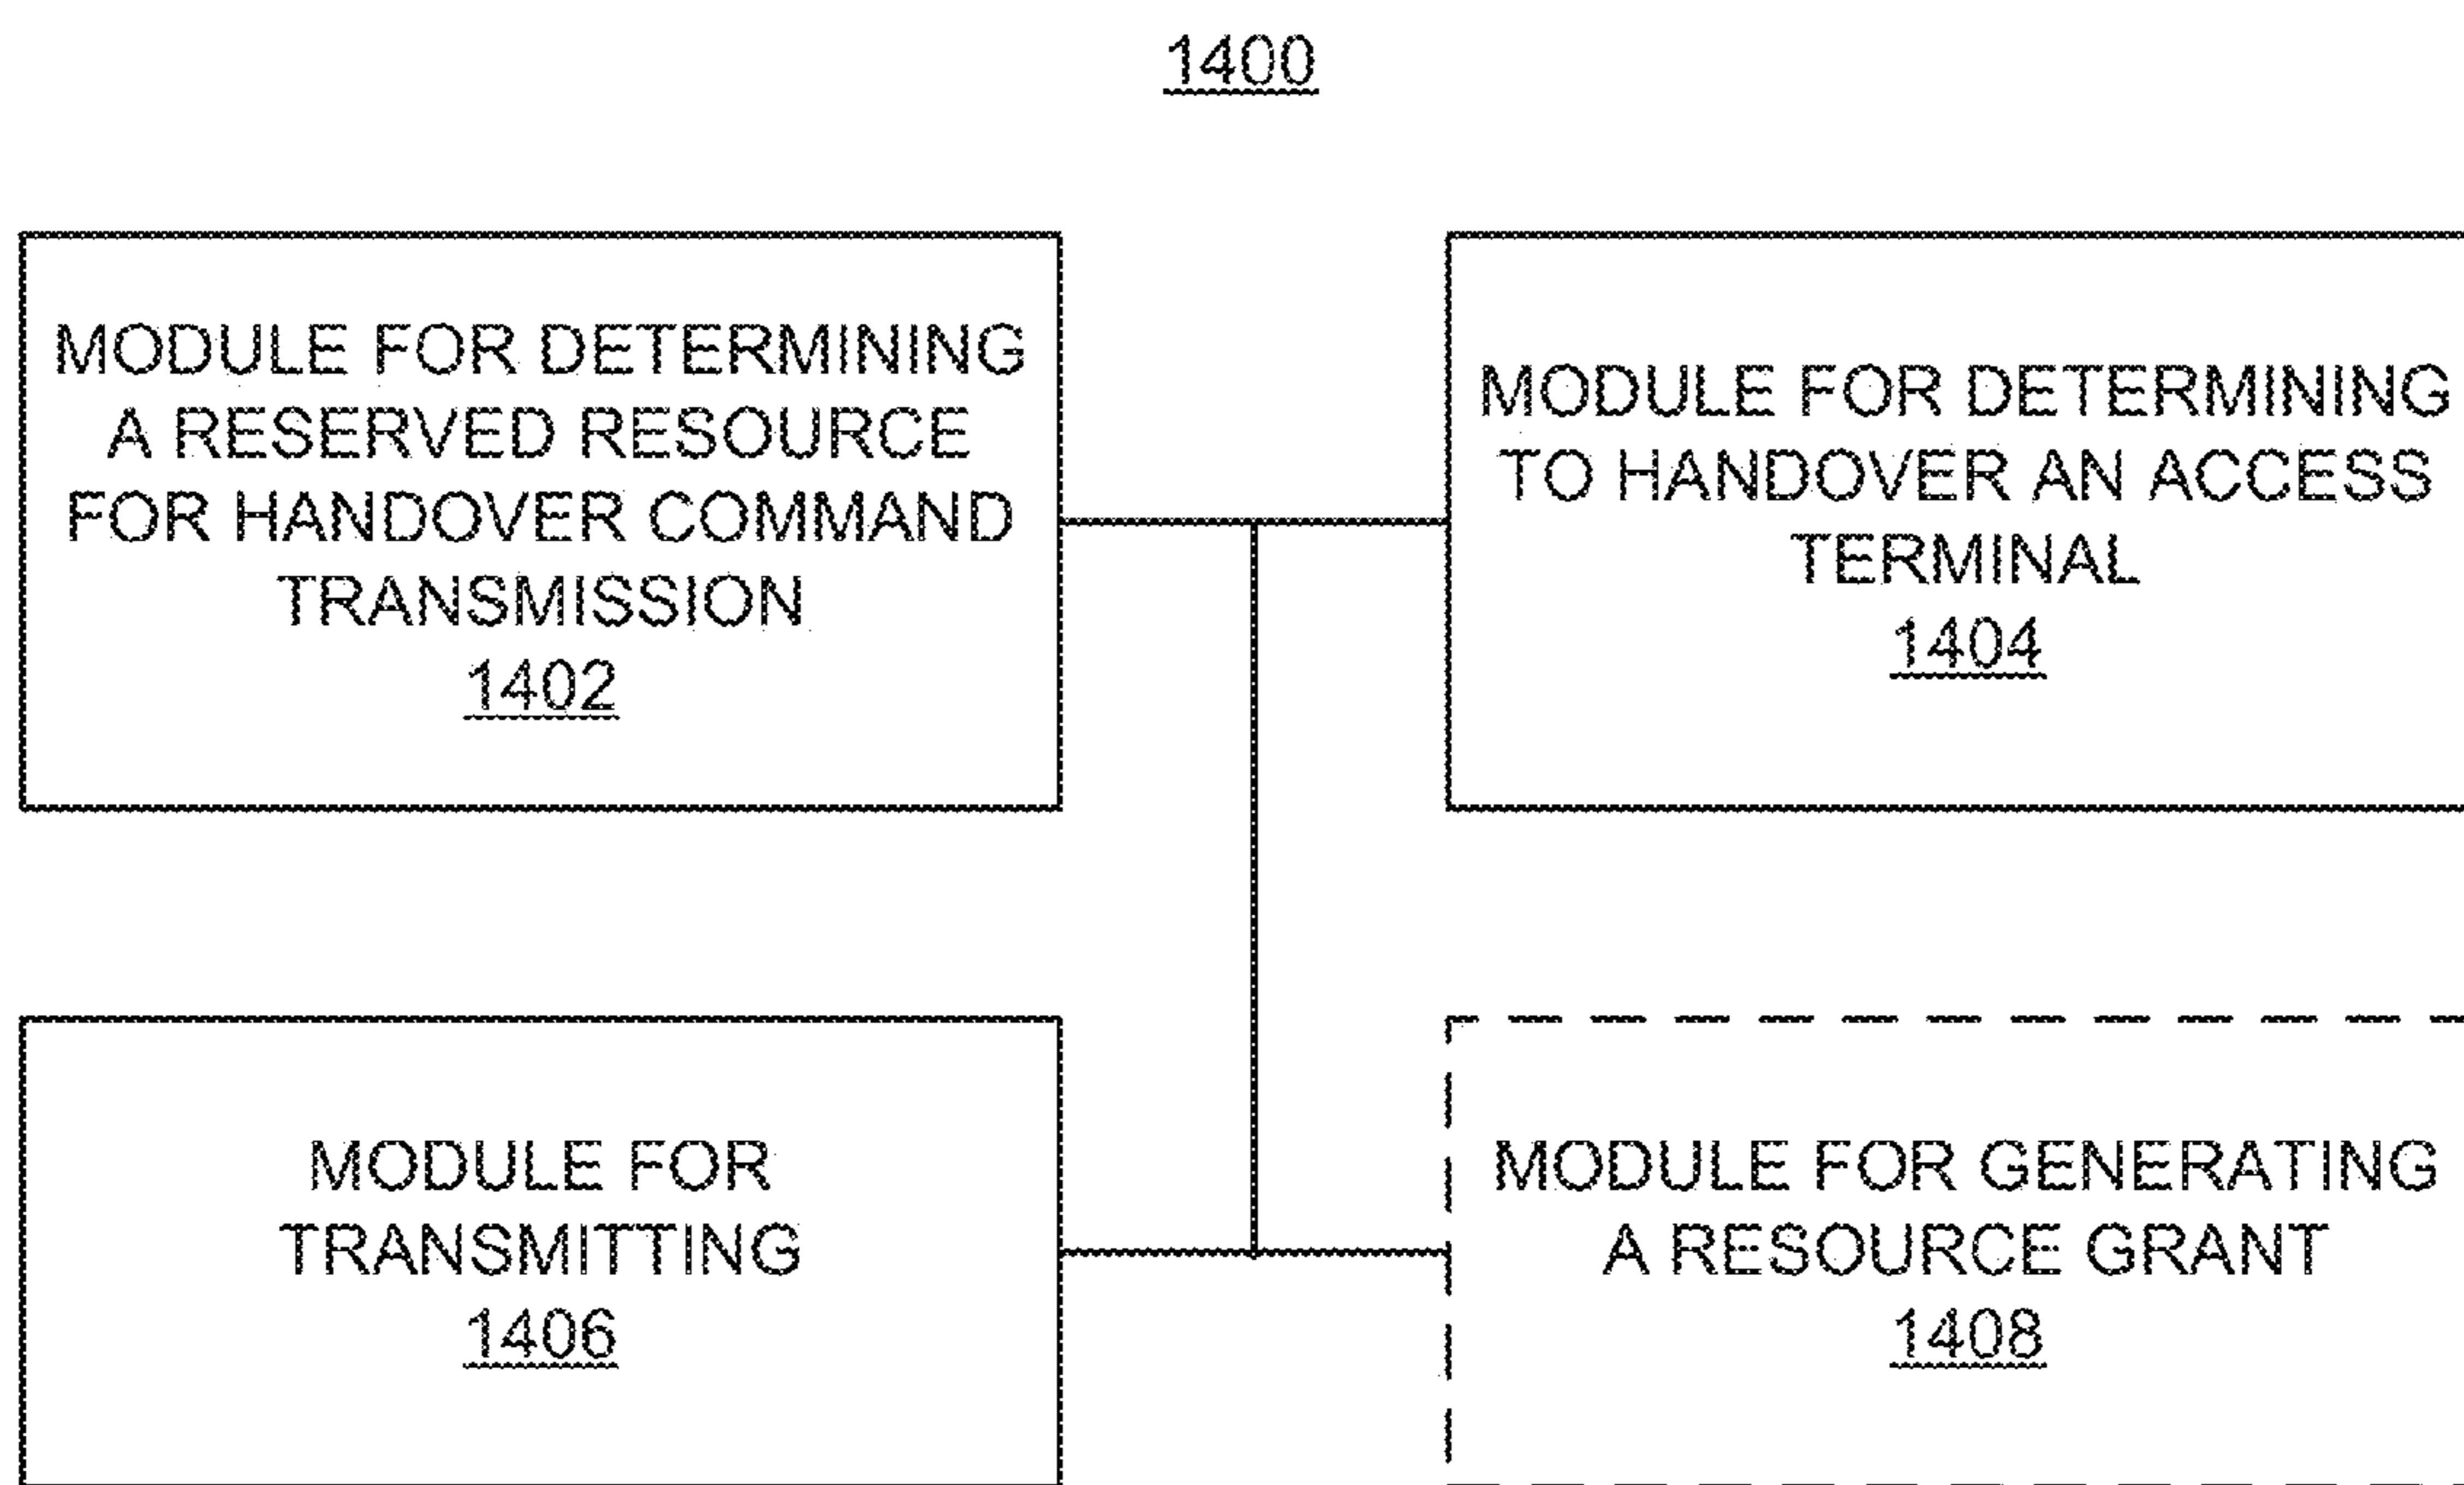 1400
MODULE FOR DETERMINING
A RESERVED RESOURCE
FOR HANDOVER COMMAND
TRANSMISSION
1402
MODULE FOR DETERMINING
TO HANDOVER AN ACCESS
TERMINAL
1404
MODULE FOR
TRANSMITTING
1406
MODULE FOR GENERATING
A RESOURCE GRANT
1408